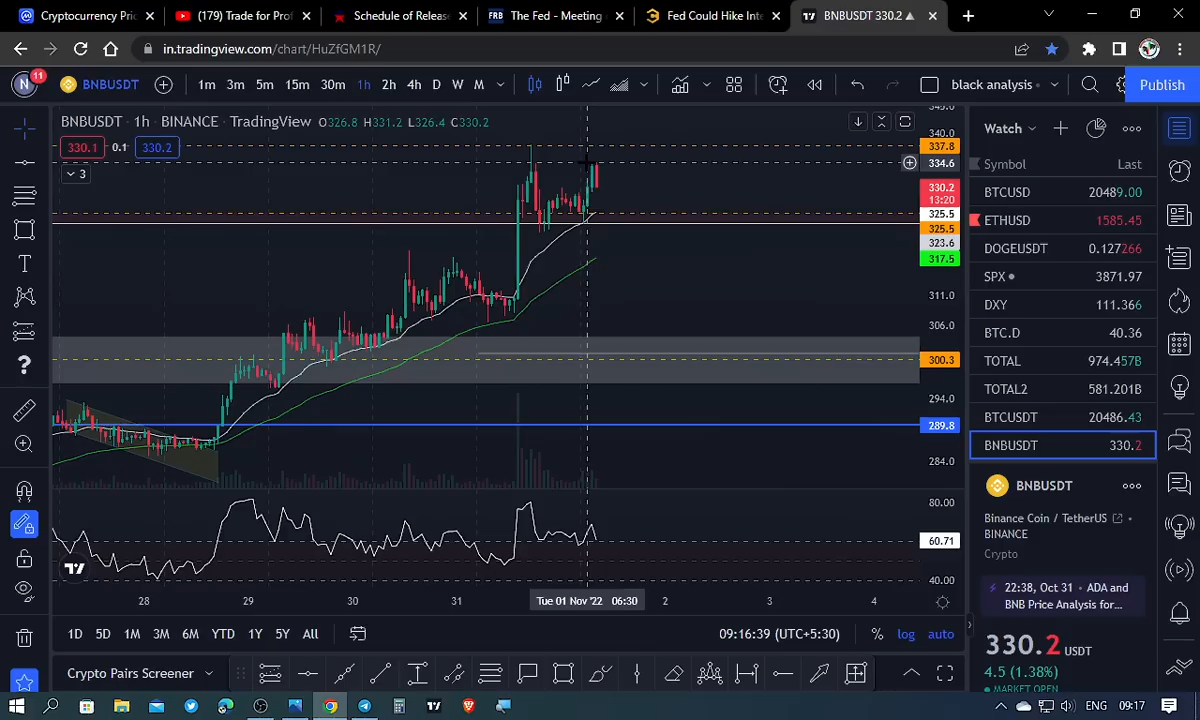 Cryptocurrency Pric
(179) Trade for Prof
Schedule of Releas
FRB
The Fed - Meeting
Fed Could Hike Inte
BNBUSDT 330.2 ▲
in.tradingview.com/chart/HuZfGM1R/
N
11
BNBUSDT
1m 3m 5m 15m 30m 1h 2h 4h D W M
black analysis
Publish
BNBUSDT · 1h · BINANCE · TradingView O326.8 H331.2 L326.4 C330.2
330.1 0.1 330.2
3
345.0
340.0
337.8
334.6
330.2
13:20
325.5
325.5
323.6
317.5
311.0
306.0
300.3
294.0
289.8
284.0
80.00
60.71
40.00
28 29 30 31 Tue 01 Nov '22 06:30 2 3 4
1D 5D 1M 3M 6M YTD 1Y 5Y All
09:16:39 (UTC+5:30)
% log auto
Crypto Pairs Screener
Watch
Symbol Last
BTCUSD 20489.00
ETHUSD 1585.45
DOGEUSDT 0.127266
SPX 3871.97
DXY 111.366
BTC.D 40.36
TOTAL 974.457B
TOTAL2 581.201B
BTCUSDT 20486.43
BNBUSDT 330.2
BNBUSDT
Binance Coin / TetherUS
BINANCE
Crypto
22:38, Oct 31 · ADA and
BNB Price Analysis for...
330.2 USDT
4.5 (1.38%)
MARKET OPEN
ENG 09:17